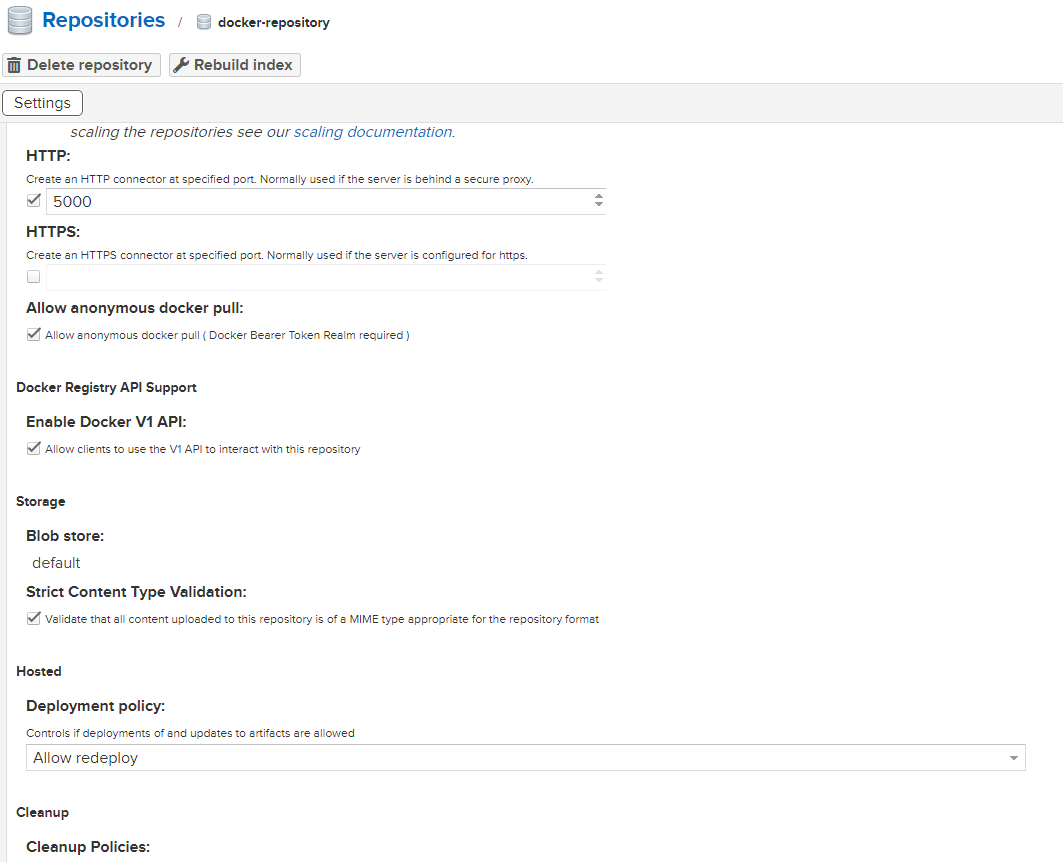 Repositories / docker-repository
Delete repository Rebuild index
Settings
scaling the repositories see our scaling documentation.
HTTP:
Create an HTTP connector at specified port. Normally used if the server is behind a secure proxy.
5000
HTTPS:
Create an HTTPS connector at specified port. Normally used if the server is configured for https.
Allow anonymous docker pull:
Allow anonymous docker pull ( Docker Bearer Token Realm required )
Docker Registry API Support
Enable Docker V1 API:
Allow clients to use the V1 API to interact with this repository
Storage
Blob store:
default
Strict Content Type Validation:
Validate that all content uploaded to this repository is of a MIME type appropriate for the repository format
Hosted
Deployment policy:
Controls if deployments of and updates to artifacts are allowed
Allow redeploy
Cleanup
Cleanup Policies: